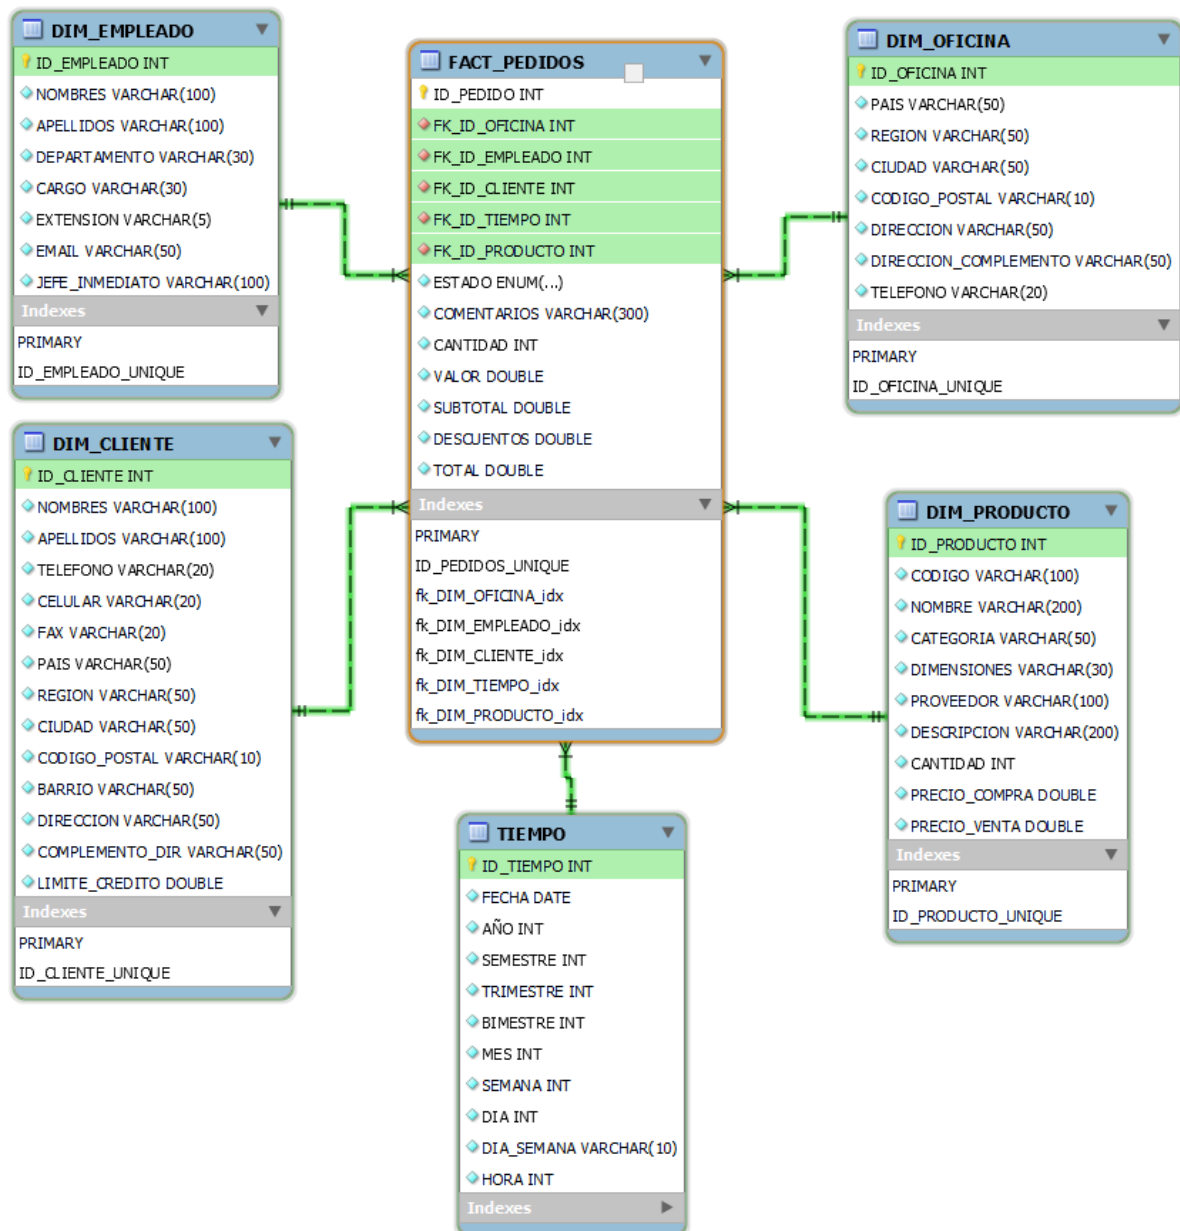 DIM_EMPLEADO
ID_EMPLEADO INT
NOMBRES VARCHAR(100)
APELLIDOS VARCHAR(100)
DEPARTAMENTO VARCHAR(30)
CARGO VARCHAR(30)
EXTENSION VARCHAR(5)
EMAIL VARCHAR(50)
JEFE_INMEDIATO VARCHAR(100)
Indexes
PRIMARY
ID_EMPLEADO_UNIQUE
FACT_PEDIDOS
ID_PEDIDO INT
FK_ID_OFICINA INT
FK_ID_EMPLEADO INT
FK_ID_CLIENTE INT
FK_ID_TIEMPO INT
FK_ID_PRODUCTO INT
ESTADO ENUM(...)
COMENTARIOS VARCHAR(300)
CANTIDAD INT
VALOR DOUBLE
SUBTOTAL DOUBLE
DESCUENTOS DOUBLE
TOTAL DOUBLE
Indexes
PRIMARY
ID_PEDIDOS_UNIQUE
fk_DIM_OFICINA_idx
fk_DIM_EMPLEADO_idx
fk_DIM_CLIENTE_idx
fk_DIM_TIEMPO_idx
fk_DIM_PRODUCTO_idx
DIM_OFICINA
ID_OFICINA INT
PAIS VARCHAR(50)
REGION VARCHAR(50)
CIUDAD VARCHAR(50)
CODIGO_POSTAL VARCHAR(10)
DIRECCION VARCHAR(50)
DIRECCION_COMPLEMENTO VARCHAR(50)
TELEFONO VARCHAR(20)
Indexes
PRIMARY
ID_OFICINA_UNIQUE
DIM_CLIENTE
ID_CLIENTE INT
NOMBRES VARCHAR(100)
APELLIDOS VARCHAR(100)
TELEFONO VARCHAR(20)
CELULAR VARCHAR(20)
FAX VARCHAR(20)
PAIS VARCHAR(50)
REGION VARCHAR(50)
CIUDAD VARCHAR(50)
CODIGO_POSTAL VARCHAR(10)
BARRIO VARCHAR(50)
DIRECCION VARCHAR(50)
COMPLEMENTO_DIR VARCHAR(50)
LIMITE_CREDITO DOUBLE
Indexes
PRIMARY
ID_CLIENTE_UNIQUE
DIM_PRODUCTO
ID_PRODUCTO INT
CODIGO VARCHAR(100)
NOMBRE VARCHAR(200)
CATEGORIA VARCHAR(50)
DIMENSIONES VARCHAR(30)
PROVEEDOR VARCHAR(100)
DESCRIPCION VARCHAR(200)
CANTIDAD INT
PRECIO_COMPRA DOUBLE
PRECIO_VENTA DOUBLE
Indexes
PRIMARY
ID_PRODUCTO_UNIQUE
TIEMPO
ID_TIEMPO INT
FECHA DATE
AÑO INT
SEMESTRE INT
TRIMESTRE INT
BIMESTRE INT
MES INT
SEMANA INT
DIA INT
DIA_SEMANA VARCHAR(10)
HORA INT
Indexes